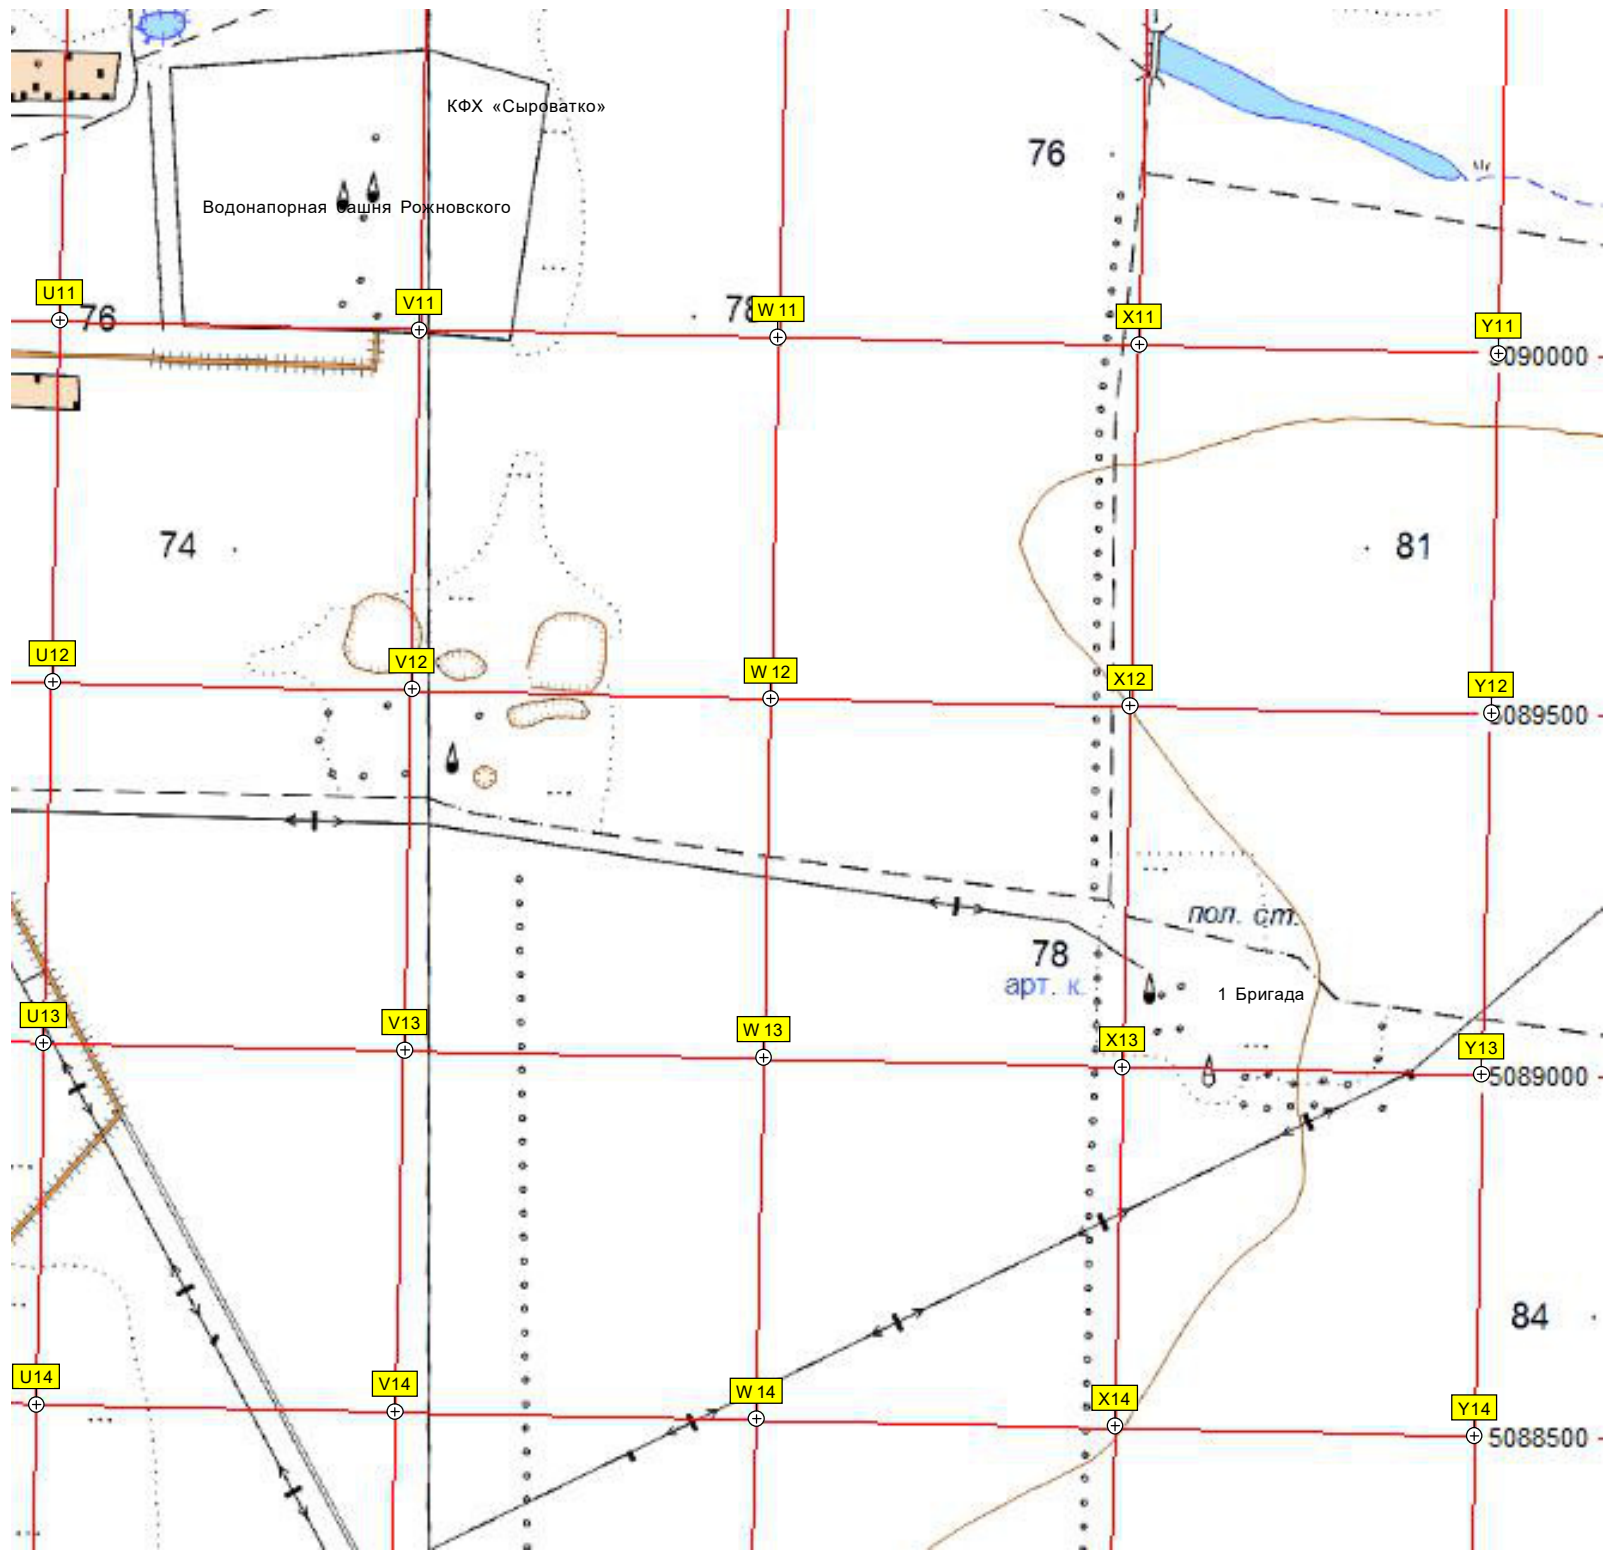 КФХ «Сыроватко»
76
Водонапорная башня Рожновского
U11
76
V11
78
W 11
X11
Y11
5090000
74
81
U12
V12
W 12
X12
Y12
5089500
пол. ст.
78
арт. к.
1 Бригада
U13
V13
W 13
X13
Y13
5089000
84
U14
V14
W 14
X14
Y14
5088500